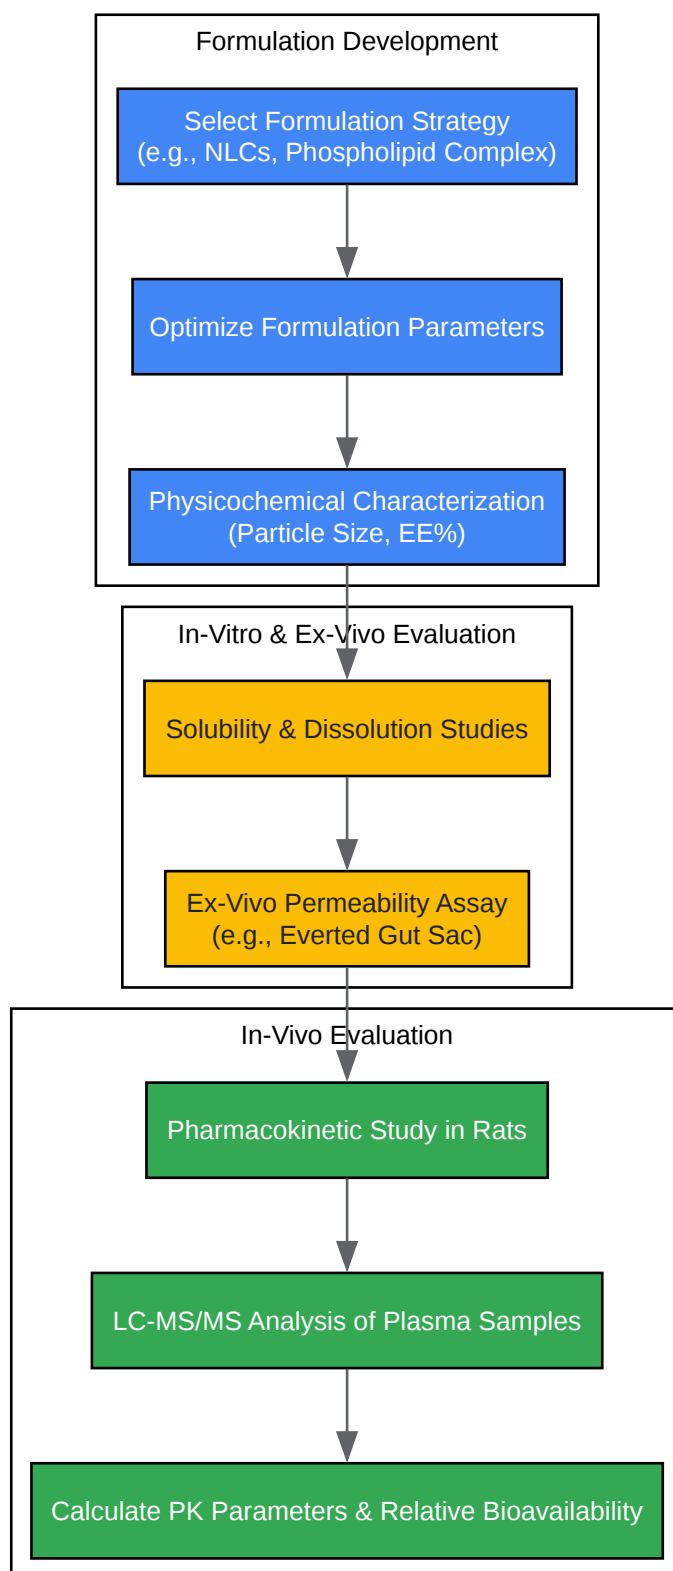 Formulation Development
Select Formulation Strategy
(e.g., NLCs, Phospholipid Complex)
Optimize Formulation Parameters
Physicochemical Characterization
(Particle Size, EE%)
In-Vitro & Ex-Vivo Evaluation
Solubility & Dissolution Studies
Ex-Vivo Permeability Assay
(e.g., Everted Gut Sac)
In-Vivo Evaluation
Pharmacokinetic Study in Rats
LC-MS/MS Analysis of Plasma Samples
Calculate PK Parameters & Relative Bioavailability